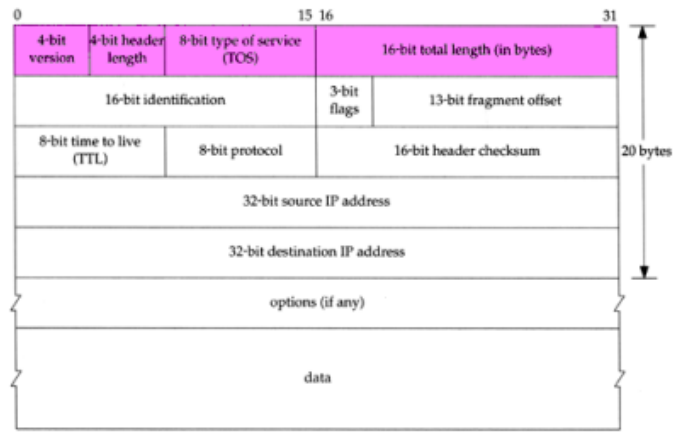 0 15 16 31
4-bit version
4-bit header length
8-bit type of service (TOS)
16-bit total length (in bytes)
16-bit identification
3-bit flags
13-bit fragment offset
8-bit time to live (TTL)
8-bit protocol
16-bit header checksum
20 bytes
32-bit source IP address
32-bit destination IP address
options (if any)
data